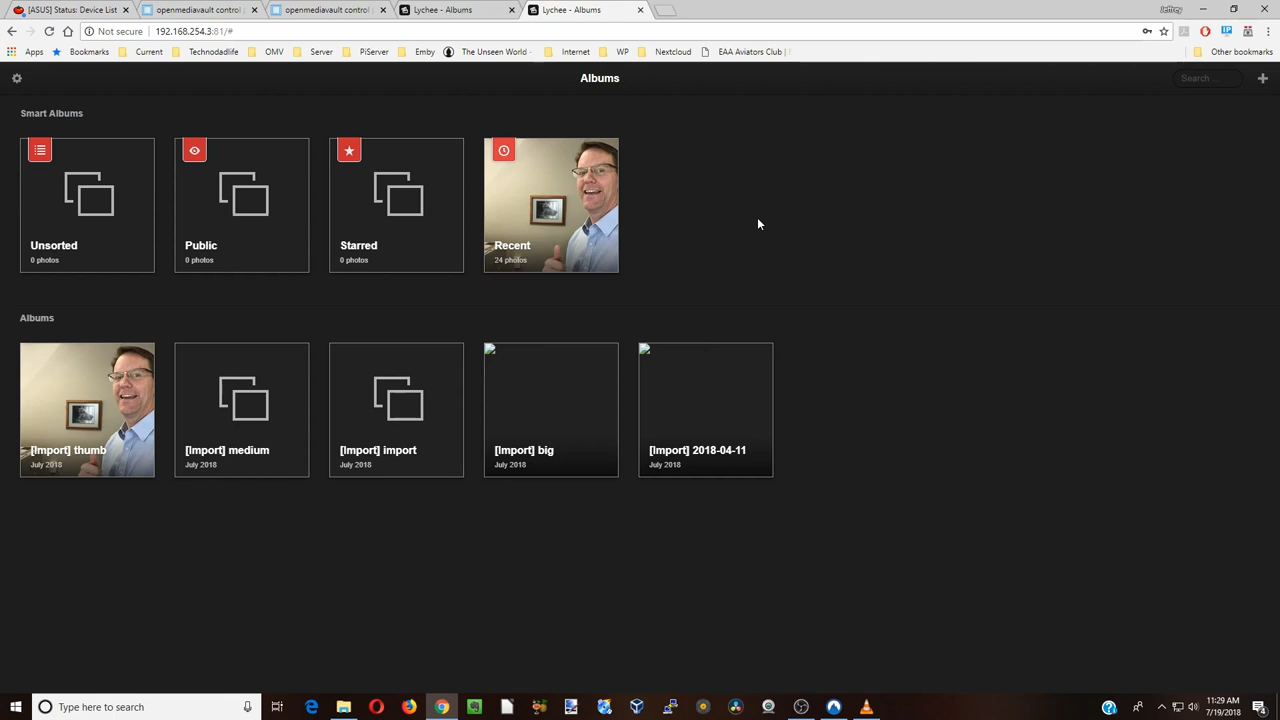 [ASUS] Status: Device List
openmediavault control
openmediavault control
Lychee - Albums
Lychee - Albums
Jeffrey
Not secure
192.168.254.3:81/#
Apps
Bookmarks
Current
Technodadlife
OMV
Server
PiServer
Emby
The Unseen World -
Internet
WP
Nextcloud
EAA Aviators Club |
Other bookmarks
Albums
Search ...
Smart Albums
Unsorted
0 photos
Public
0 photos
Starred
0 photos
Recent
24 photos
Albums
[Import] thumb
July 2018
[Import] medium
July 2018
[Import] import
July 2018
[Import] big
July 2018
[Import] 2018-04-11
July 2018
Type here to search
11:29 AM
7/19/2018